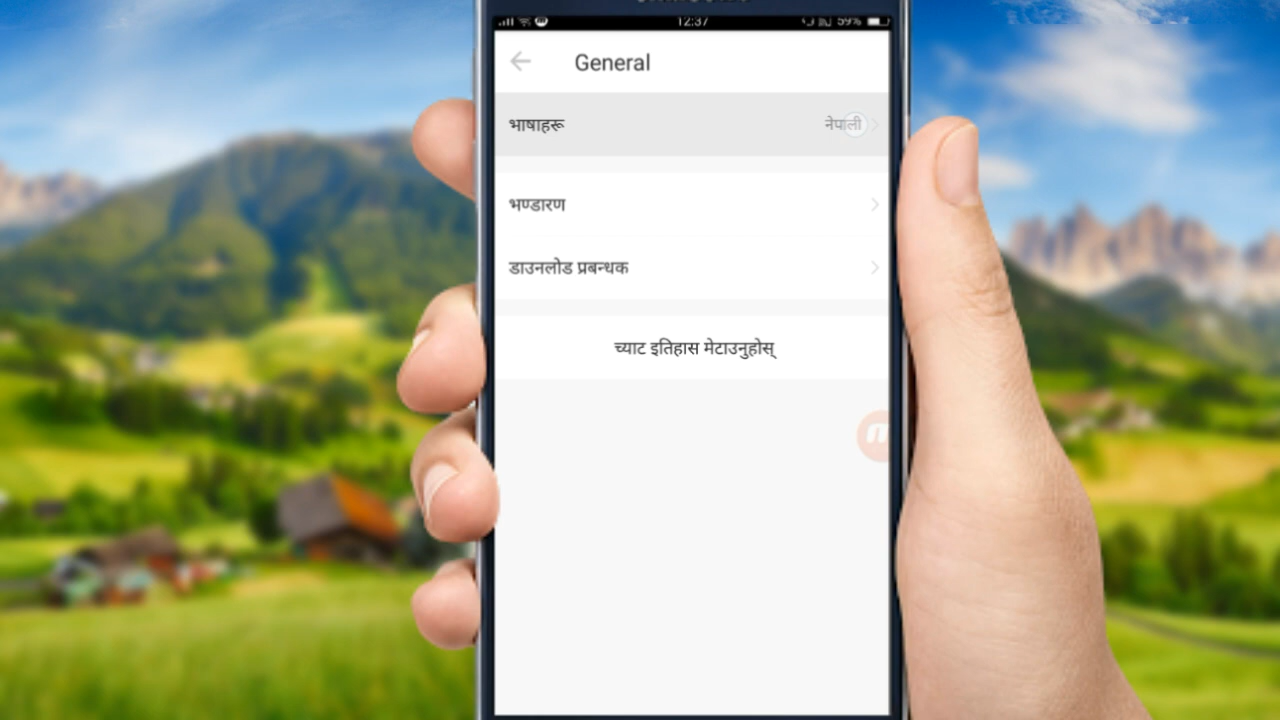 12:37
59%
General
भाषाहरू
नेपाली
भण्डारण
डाउनलोड प्रबन्धक
च्याट इतिहास मेटाउनुहोस्